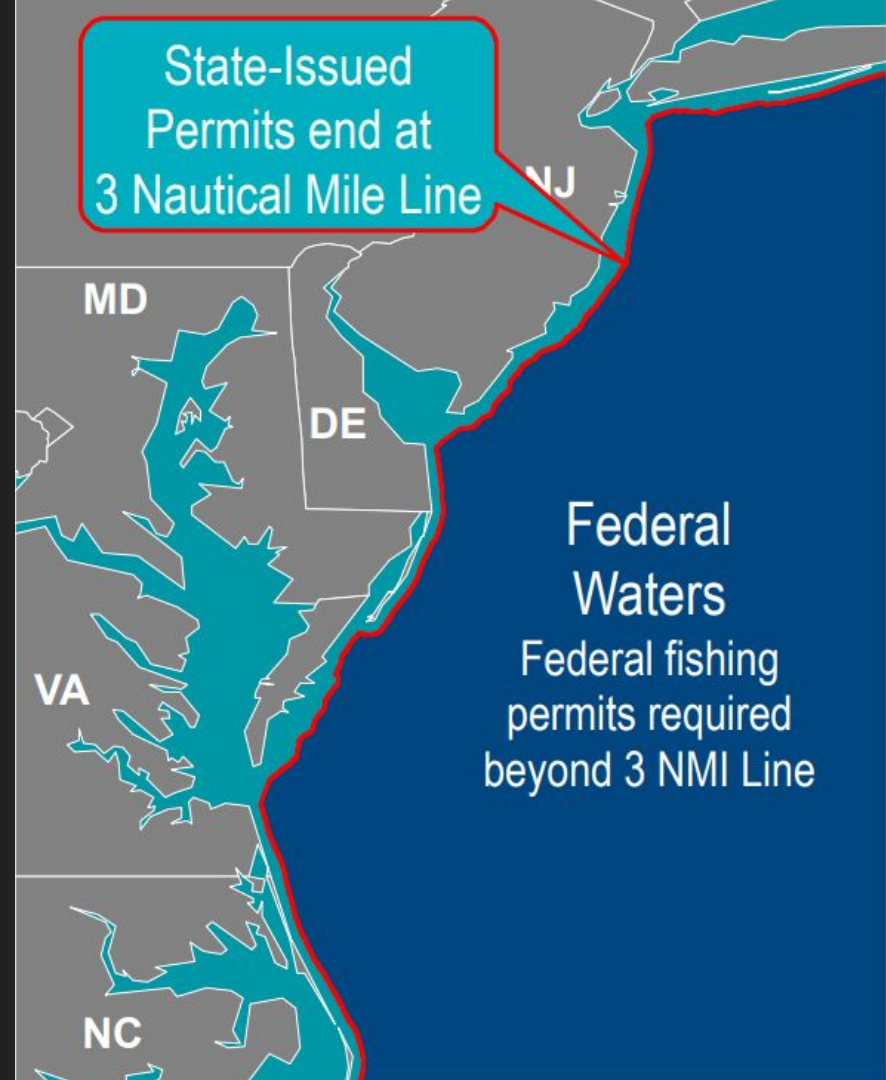 State-Issued
Permits end at
3 Nautical Mile Line
NJ
MD
DE
Federal
Waters
Federal fishing
permits required
beyond 3 NMI Line
VA
NC